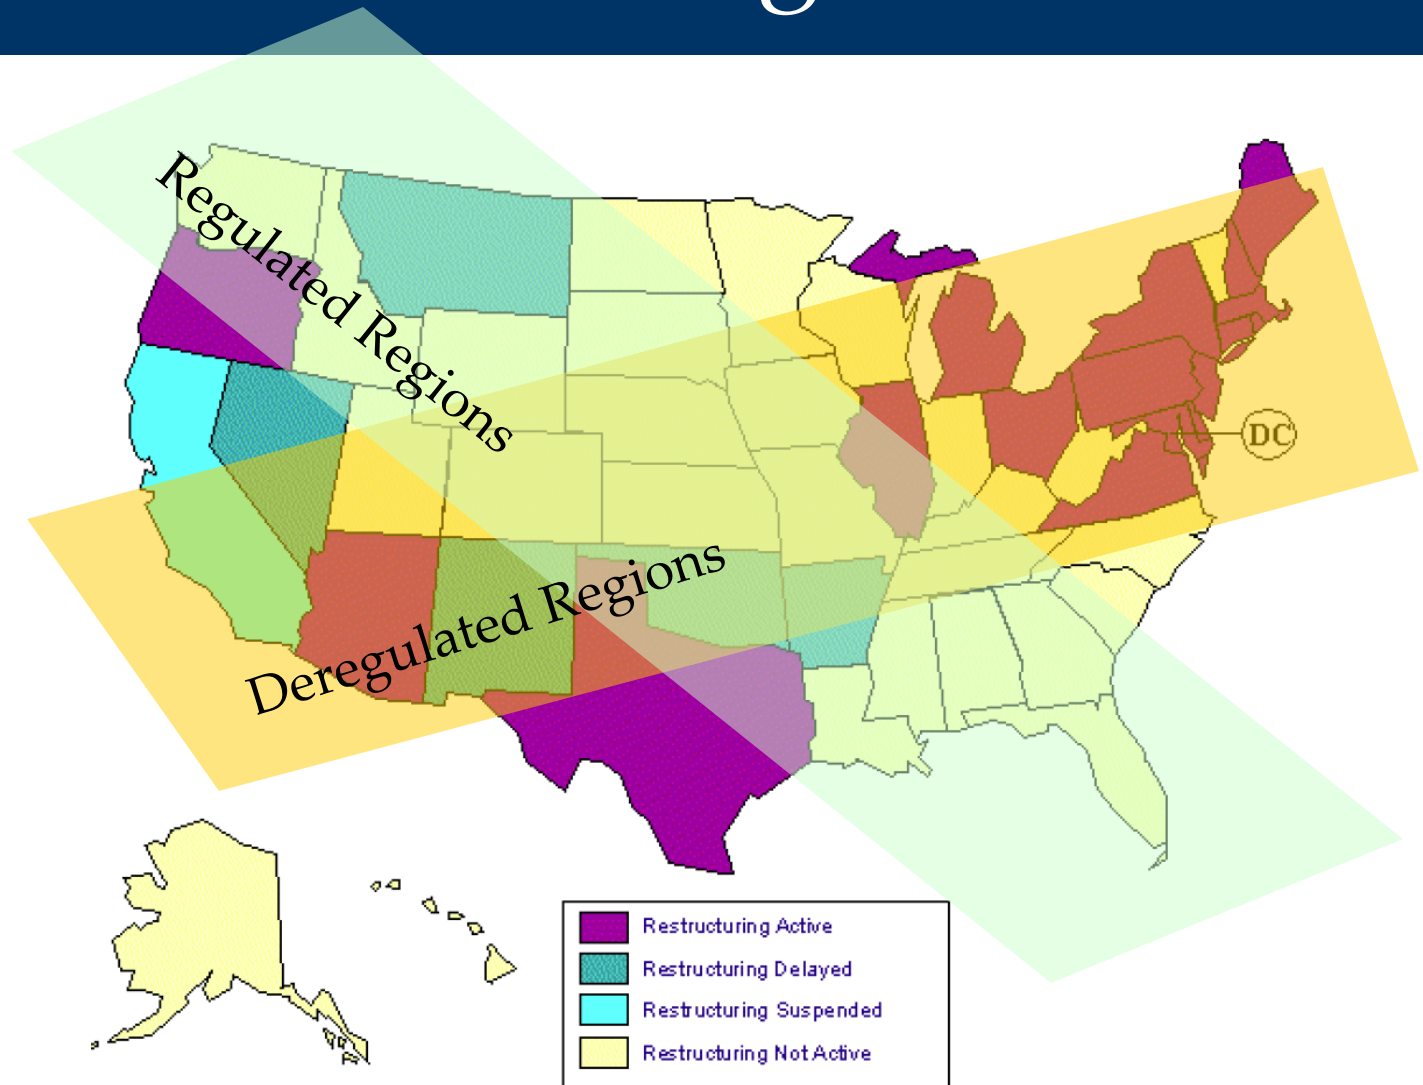 Regulated Regions
DC
Deregulated Regions
Restructuring Active
Restructuring Delayed
Restructuring Suspended
Restructuring Not Active